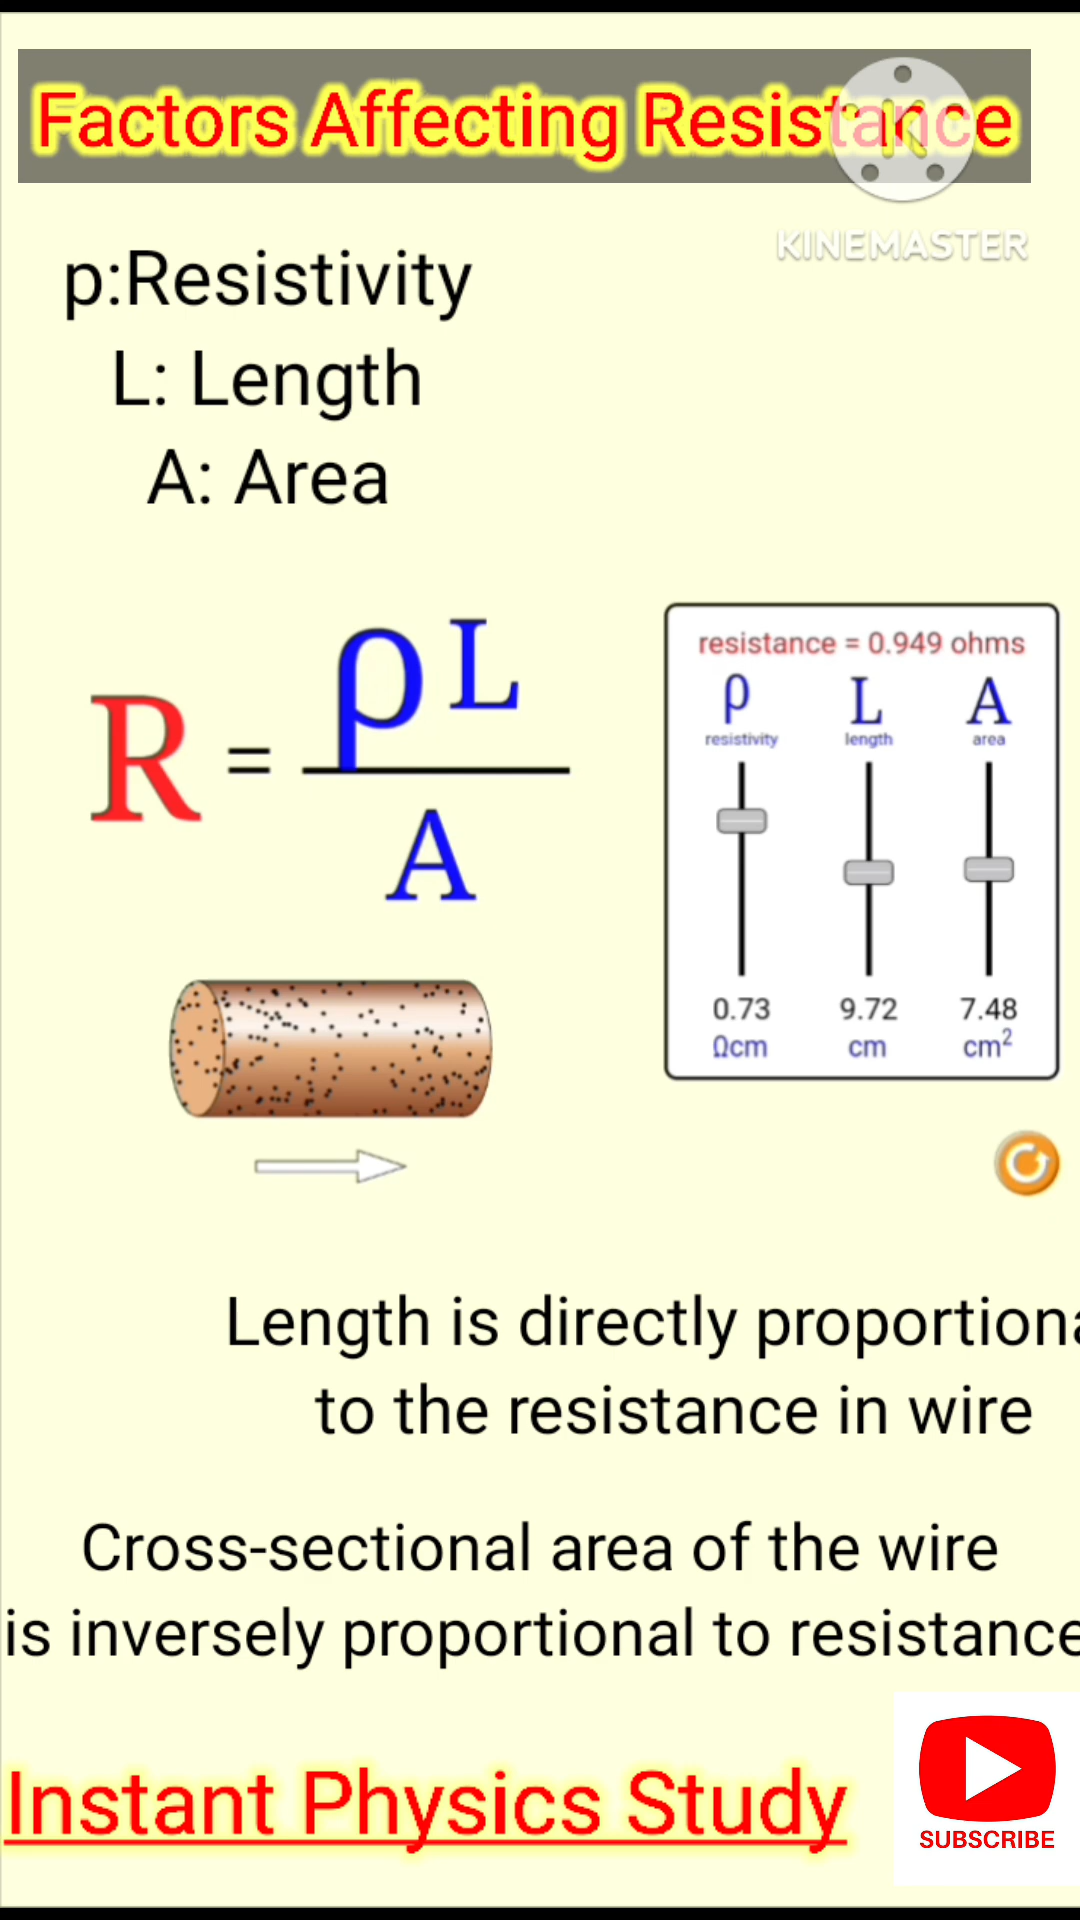 Factors Affecting Resistance
KINEMASTER
p:Resistivity
L: Length
A: Area
R = ρL
A
resistance = 0.949 ohms
ρ L A
resistivity length area
0.73 9.72 7.48
Ωcm cm cm²
Length is directly proportiona
to the resistance in wire
Cross-sectional area of the wire
is inversely proportional to resistance
Instant Physics Study
SUBSCRIBE